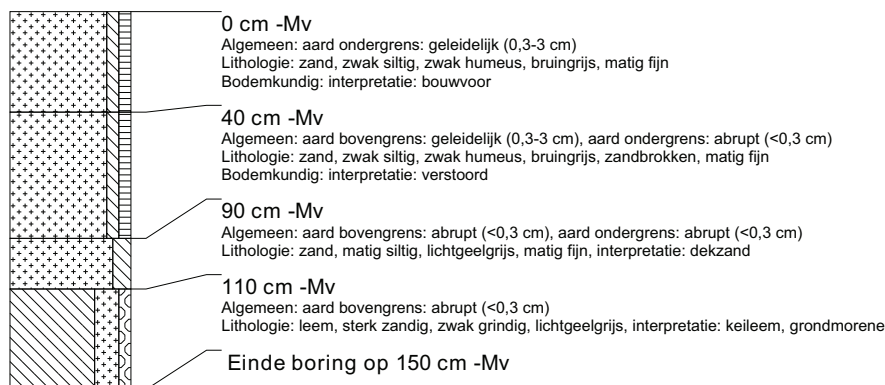 0 cm -Mv
Algemeen: aard ondergrens: geleidelijk (0,3-3 cm)
Lithologie: zand, zwak siltig, zwak humeus, bruingrijs, matig fijn
Bodemkundig: interpretatie: bouwvoor
40 cm -Mv
Algemeen: aard bovengrens: geleidelijk (0,3-3 cm), aard ondergrens: abrupt (<0,3 cm)
Lithologie: zand, zwak siltig, zwak humeus, bruingrijs, zandbrokken, matig fijn
Bodemkundig: interpretatie: verstoord
90 cm -Mv
Algemeen: aard bovengrens: abrupt (<0,3 cm), aard ondergrens: abrupt (<0,3 cm)
Lithologie: zand, matig siltig, lichtgeelgrijs, matig fijn, interpretatie: dekzand
110 cm -Mv
Algemeen: aard bovengrens: abrupt (<0,3 cm)
Lithologie: leem, sterk zandig, zwak grindig, lichtgeelgrijs, interpretatie: keileem, grondmorene
Einde boring op 150 cm -Mv